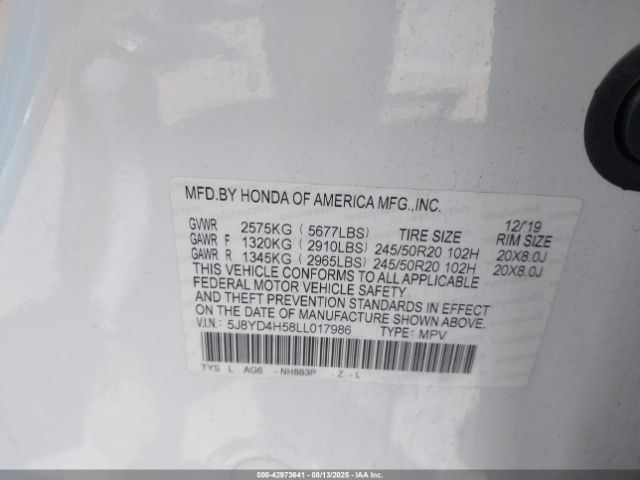 MFD.BY HONDA OF AMERICA MFG.,INC.
12/'19
GVWR 2575KG ( 5677LBS) TIRE SIZE RIM SIZE
GAWR F 1320KG ( 2910LBS) 245/50R20 102H 20X8.0J
GAWR R 1345KG ( 2965LBS) 245/50R20 102H 20X8.0J
THIS VEHICLE CONFORMS TO ALL APPLICABLE
FEDERAL MOTOR VEHICLE SAFETY,
AND THEFT PREVENTION STANDARDS IN EFFECT
ON THE DATE OF MANUFACTURE SHOWN ABOVE.
V.I.N.: 5J8YD4H58LL017986 TYPE: MPV
TYS L AG6 -NH883P -Z -L
000-42973641 - 08/13/2025 - IAA Inc.